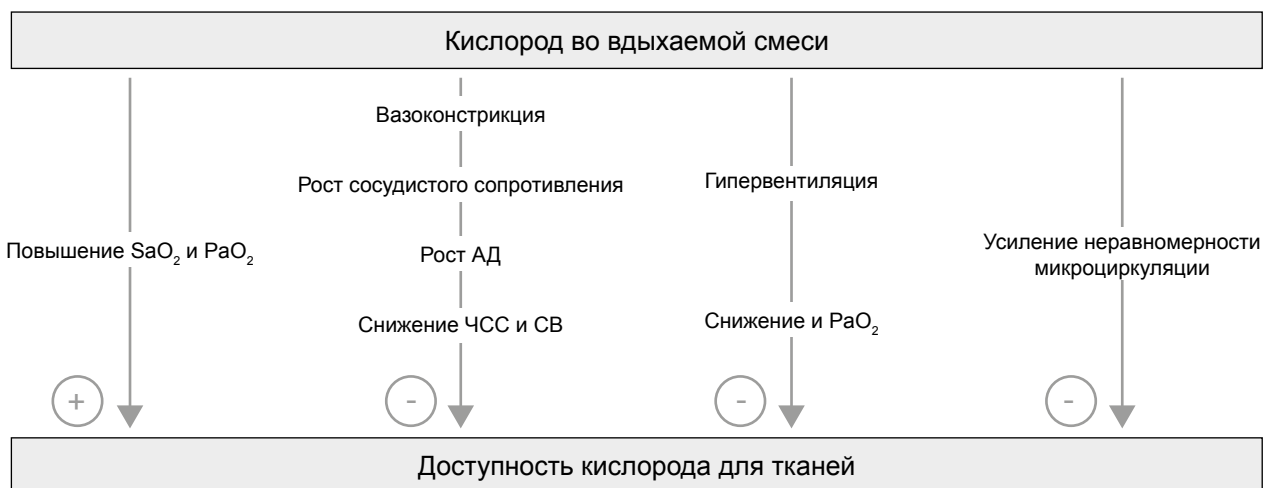 Кислород во вдыхаемой смеси
Повышение SaO₂ и PaO₂
+
Вазоконстрикция
Рост сосудистого сопротивления
Рост АД
Снижение ЧСС и СВ
-
Гипервентиляция
Снижение и PaO₂
-
Усиление неравномерности
микроциркуляции
-
Доступность кислорода для тканей